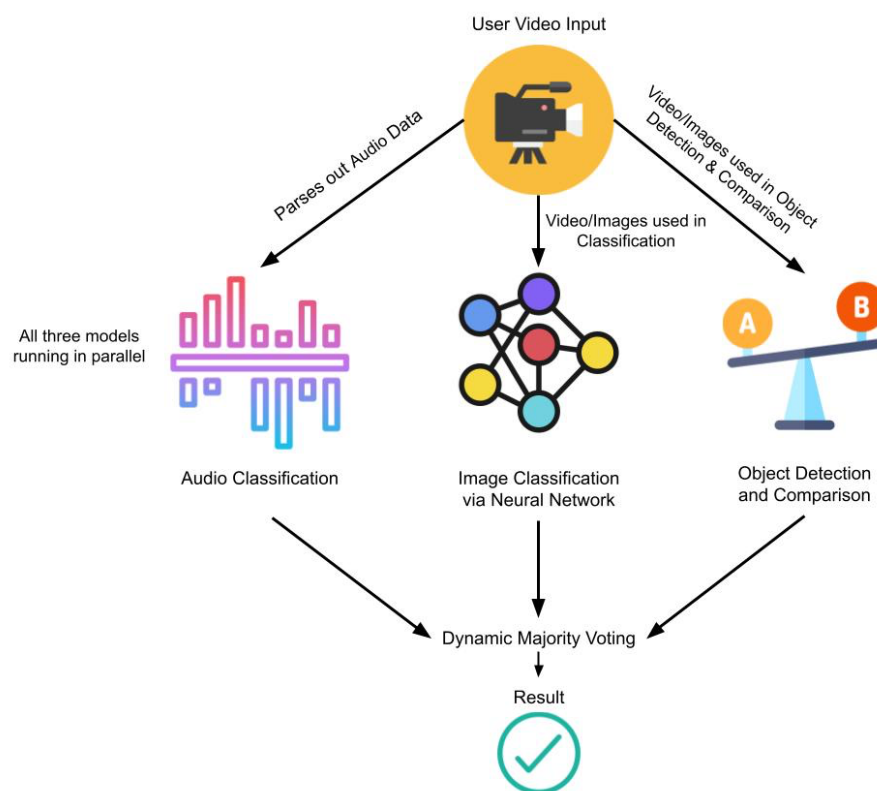 User Video Input
Parses out Audio Data
Video/Images used in
Classification
Video/Images used in Object
Detection & Comparison
All three models
running in parallel
A
B
Audio Classification
Image Classification
via Neural Network
Object Detection
and Comparison
Dynamic Majority Voting
Result